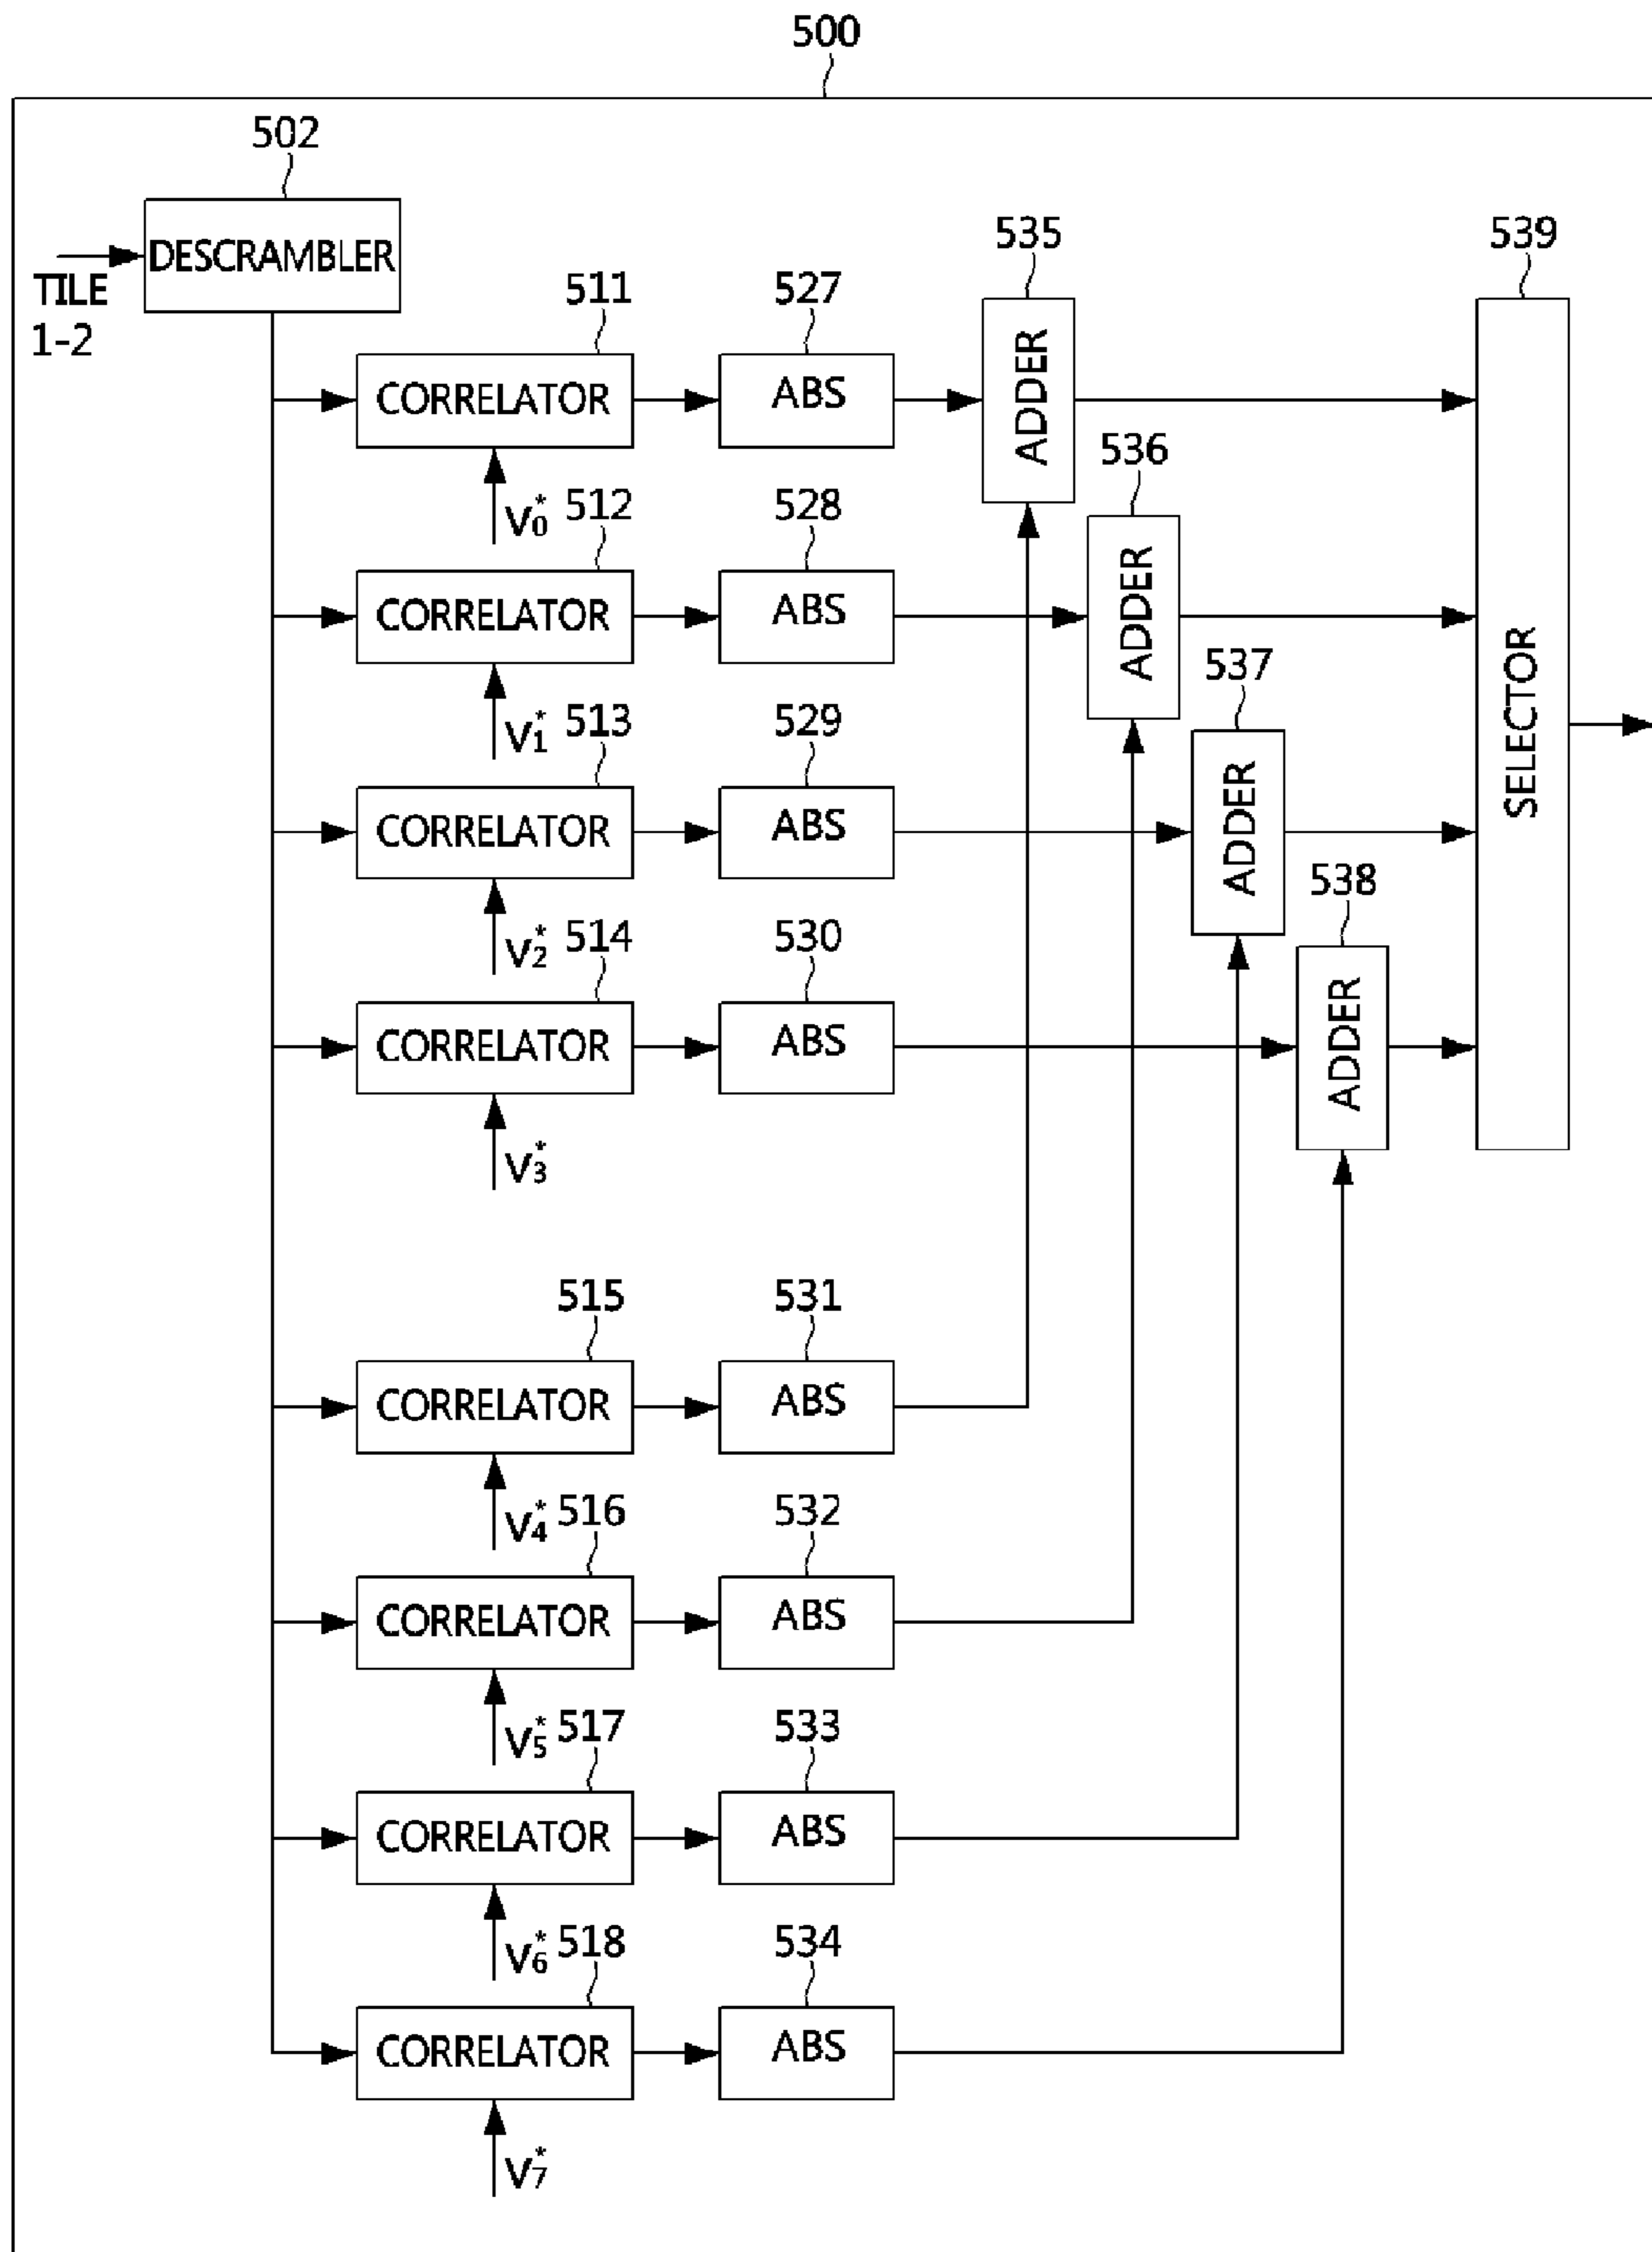 500
502
DESCRAMBLER
TILE
1-2
535
539
511
527
CORRELATOR
ABS
ADDER
V0*
536
512
528
CORRELATOR
ABS
ADDER
V1*
537
513
529
CORRELATOR
ABS
ADDER
SELECTOR
V2*
538
514
530
CORRELATOR
ABS
ADDER
V3*
515
531
CORRELATOR
ABS
V4*
516
532
CORRELATOR
ABS
V5*
517
533
CORRELATOR
ABS
V6*
518
534
CORRELATOR
ABS
V7*